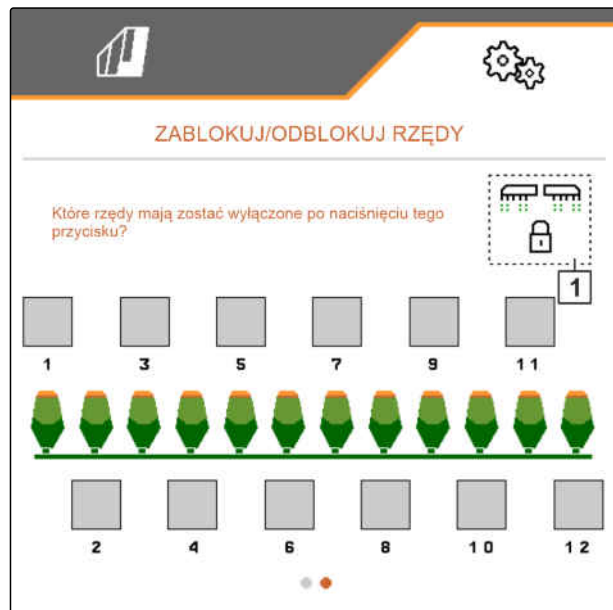 ZABLOKUJ/ODBLOKUJ RZĘDY
Które rzędy mają zostać wyłączone po naciśnięciu tego
przycisku?
1
1 3 5 7 9 11
2 4 6 8 10 12